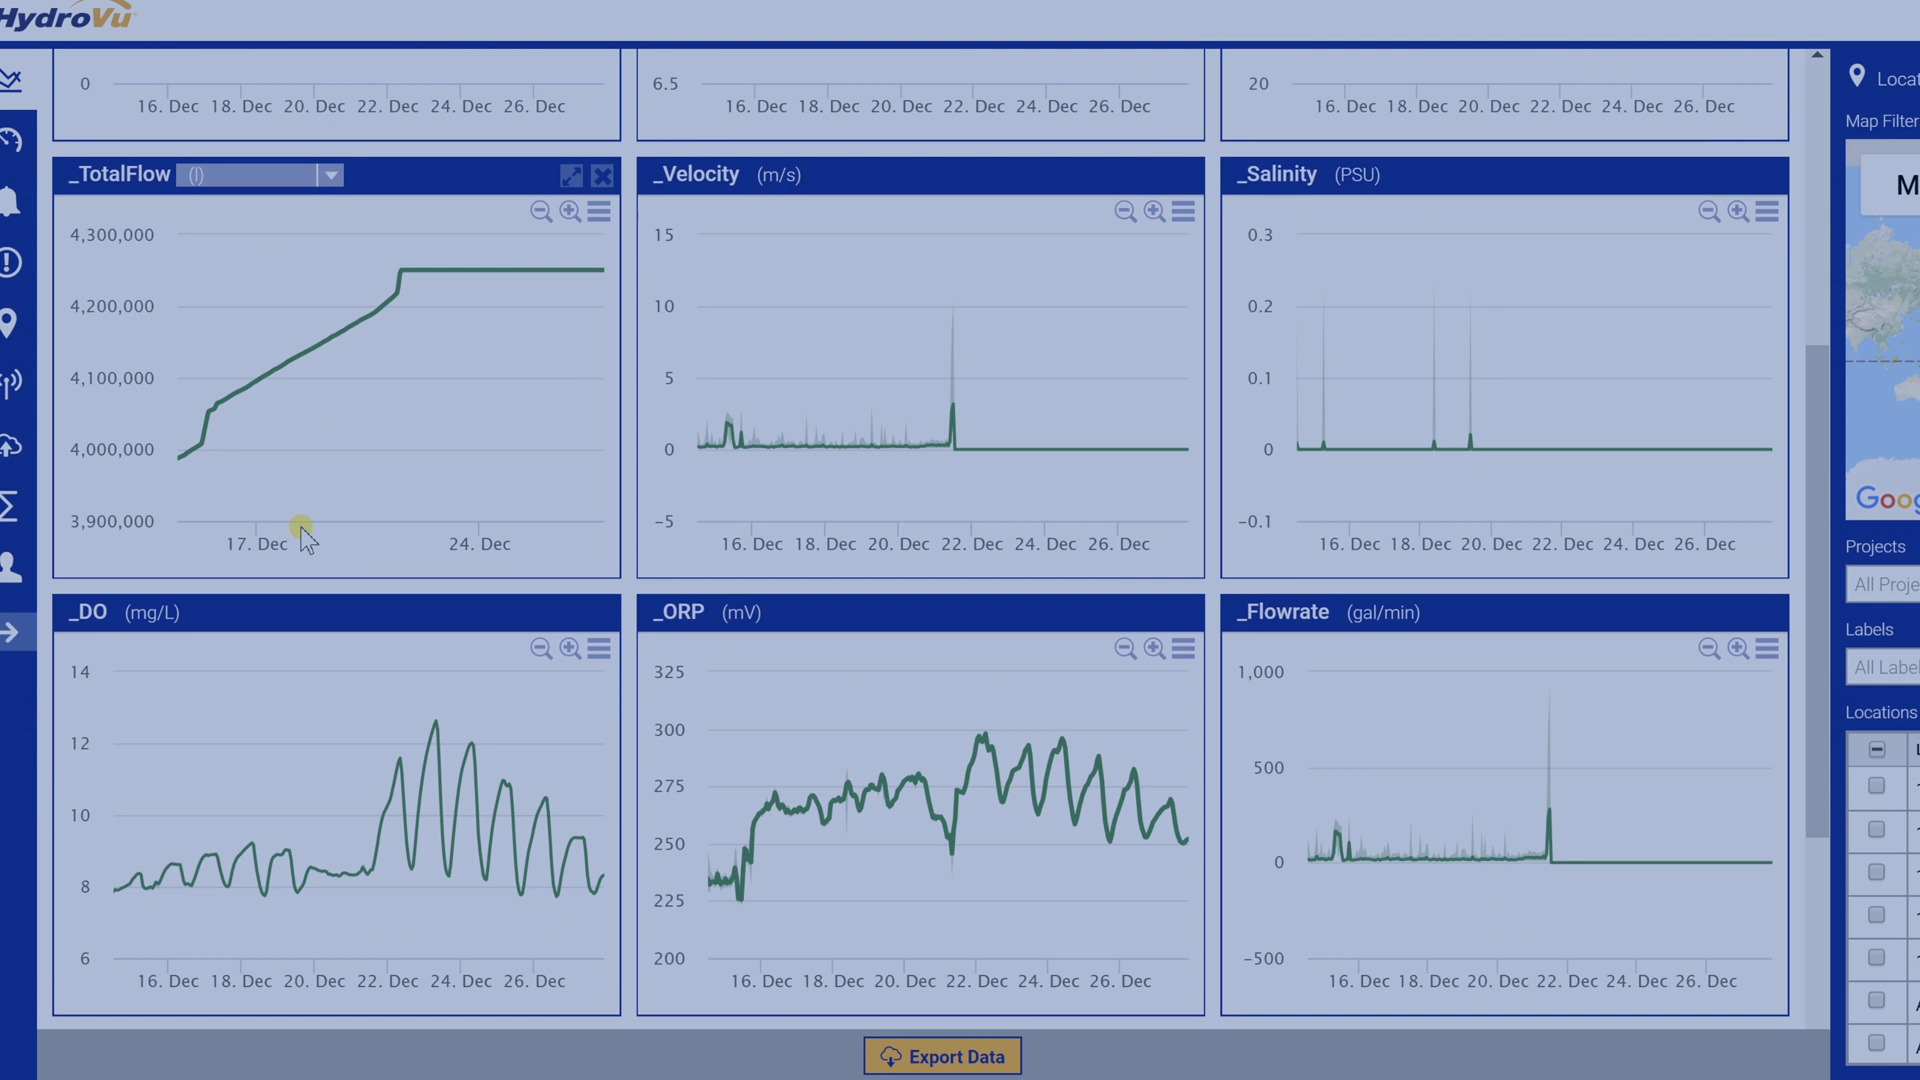 HydroVu
0
16. Dec 18. Dec 20. Dec 22. Dec 24. Dec 26. Dec
6.5
16. Dec 18. Dec 20. Dec 22. Dec 24. Dec 26. Dec
20
16. Dec 18. Dec 20. Dec 22. Dec 24. Dec 26. Dec
_TotalFlow (l)
4,300,000
4,200,000
4,100,000
4,000,000
3,900,000
17. Dec 24. Dec
_Velocity (m/s)
15
10
5
0
−5
16. Dec 18. Dec 20. Dec 22. Dec 24. Dec 26. Dec
_Salinity (PSU)
0.3
0.2
0.1
0
−0.1
16. Dec 18. Dec 20. Dec 22. Dec 24. Dec 26. Dec
_DO (mg/L)
14
12
10
8
6
16. Dec 18. Dec 20. Dec 22. Dec 24. Dec 26. Dec
_ORP (mV)
325
300
275
250
225
200
16. Dec 18. Dec 20. Dec 22. Dec 24. Dec 26. Dec
_Flowrate (gal/min)
1,000
500
0
−500
16. Dec 18. Dec 20. Dec 22. Dec 24. Dec 26. Dec
Export Data
Locat
Map Filter
M
Goog
Projects
All Proje
Labels
All Label
Locations